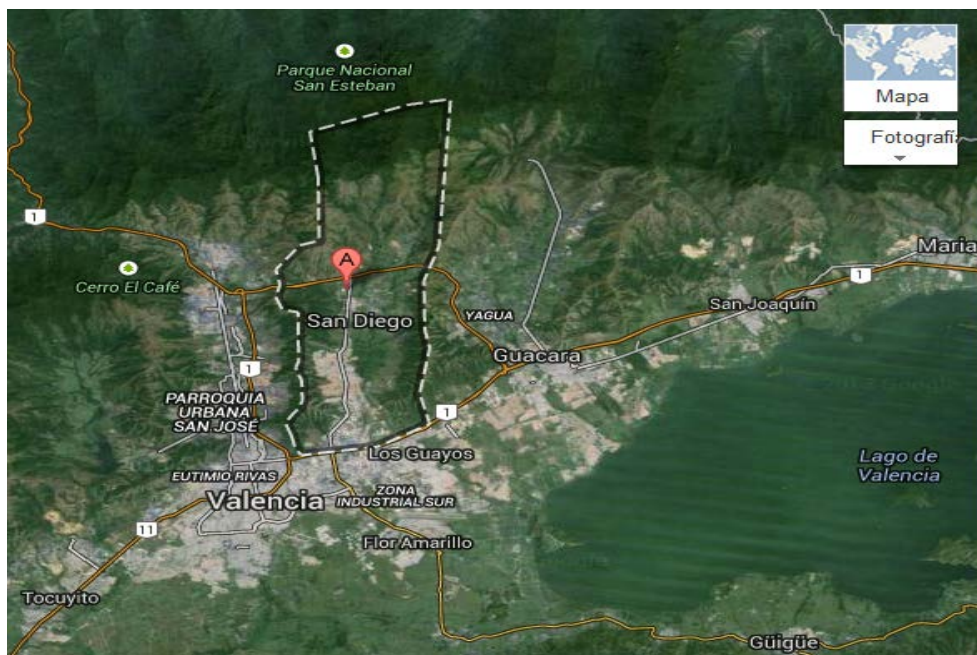 Parque Nacional
San Esteban
Mapa
Fotografía
1
Maria
Cerro El Café
A
1
San Joaquín
San Diego
YAGUA
Guacara
1
PARROQUIA
URBANA
SAN JOSÉ
1
Los Guayos
Lago de
Valencia
EUTIMIO RIVAS
Valencia
ZONA
INDUSTRIAL SUR
11
Flor Amarillo
Tocuyito
Güigüe